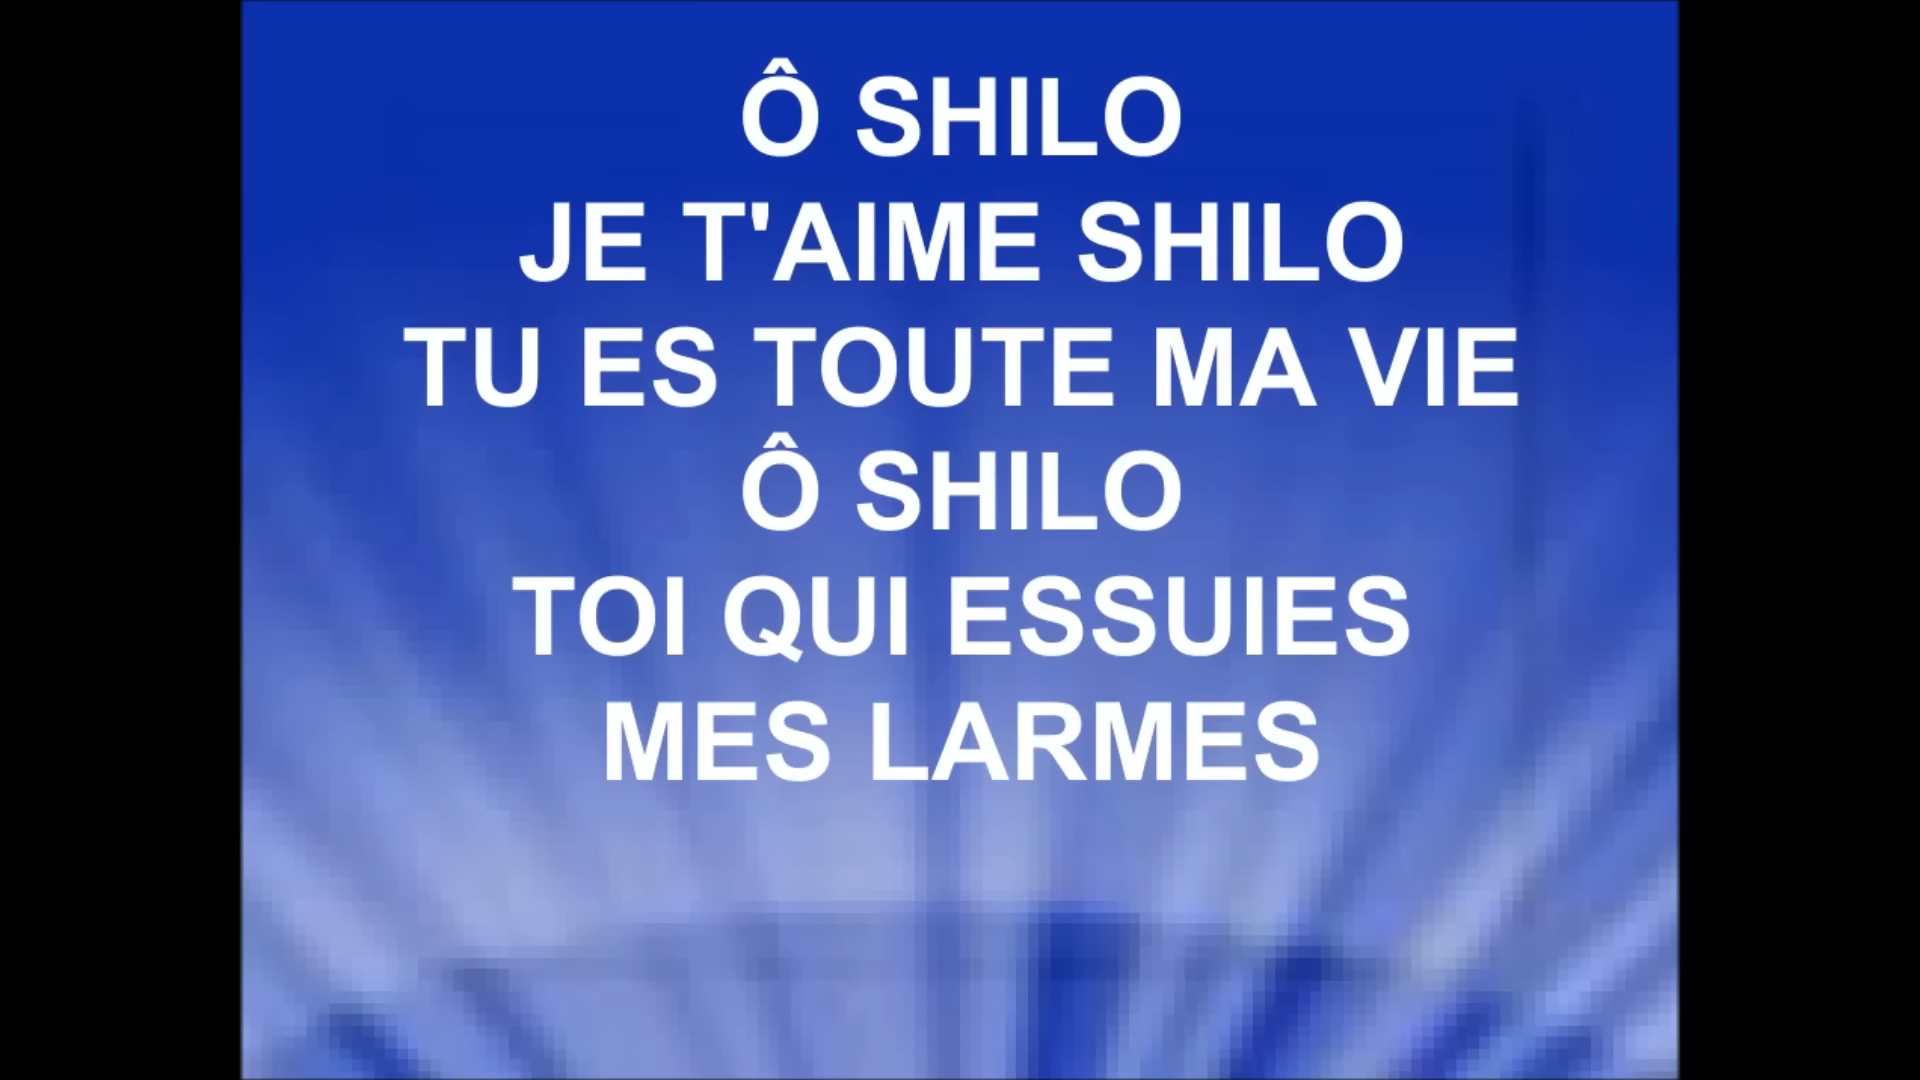 Ô SHILO
JE T'AIME SHILO
TU ES TOUTE MA VIE
Ô SHILO
TOI QUI ESSUIES
MES LARMES